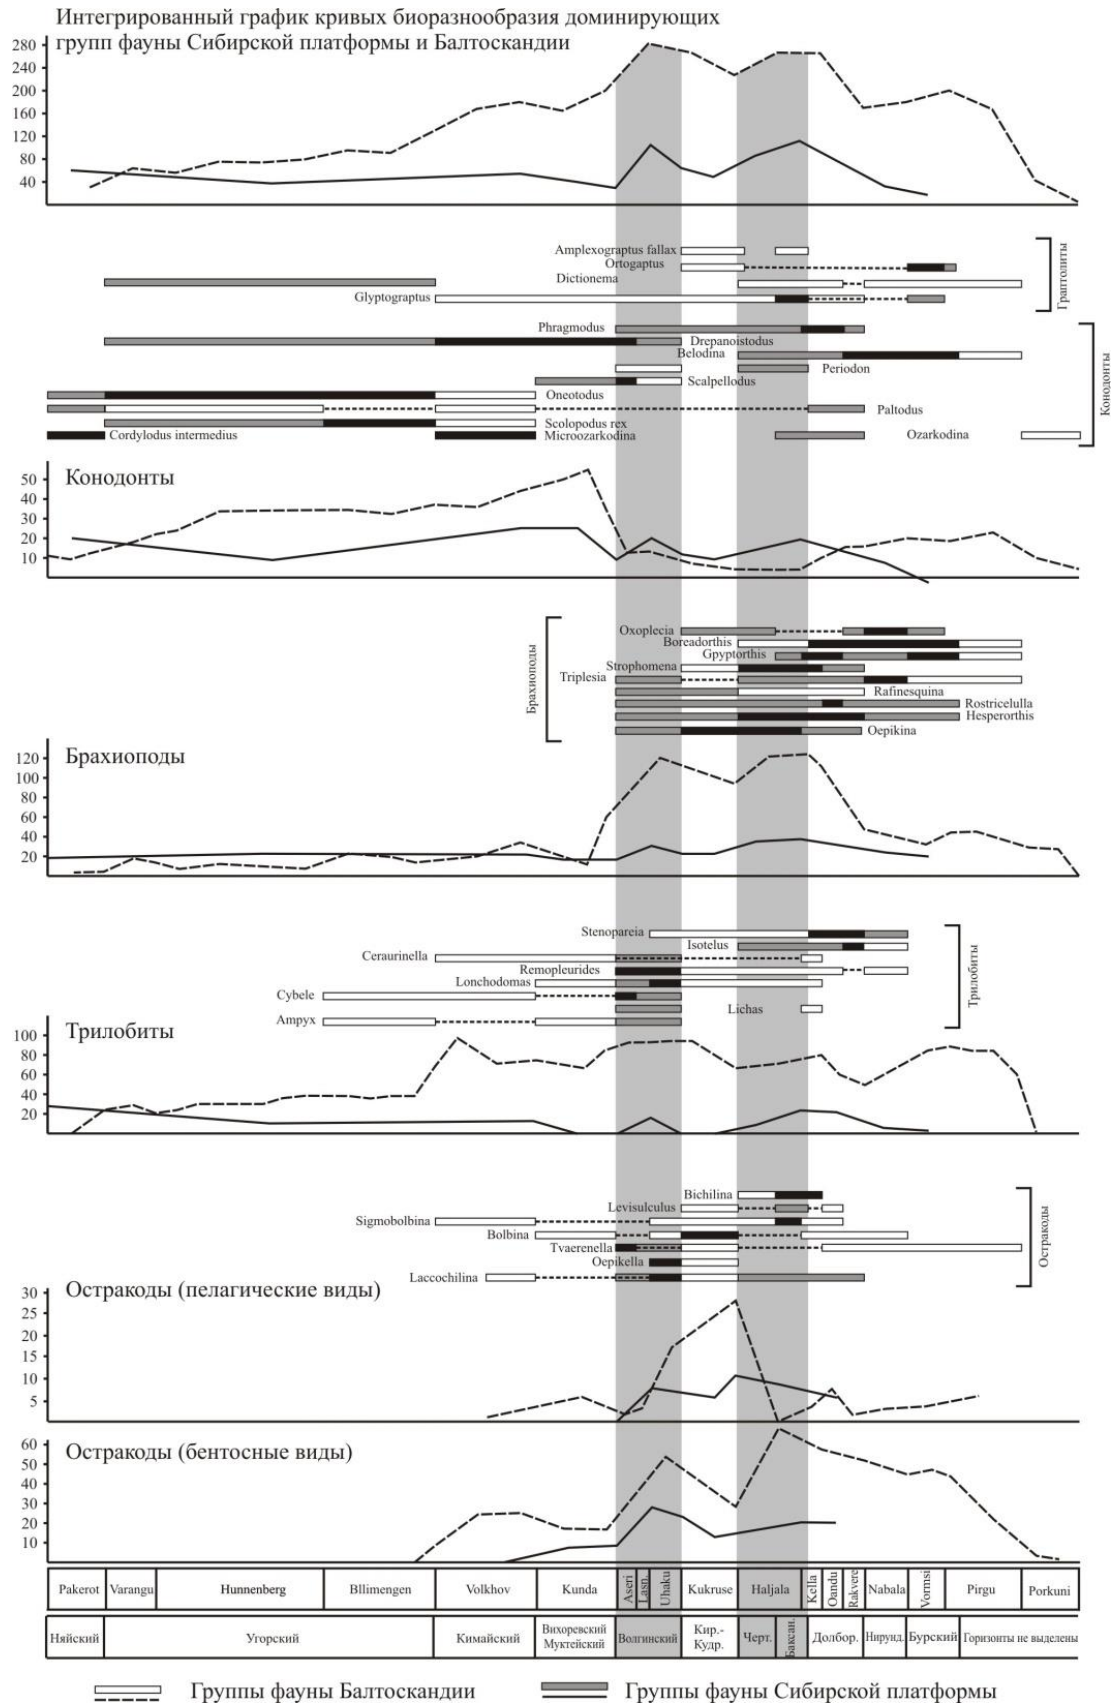 Интегрированный график кривых биоразнообразия доминирующих
групп фауны Сибирской платформы и Балтоскандии
280
240
200
160
120
80
40
Amplexograptus fallax
Ortogaptus
Dictionema
Glyptograptus
Граптолиты
Phragmodus
Drepanoistodus
Belodina
Periodon
Scalpellodus
Oneotodus
Paltodus
Scolopodus rex
Cordylodus intermedius
Microozarkodina
Ozarkodina
Конодонты
Конодонты
50
40
30
20
10
Oxoplecia
Boreadorthis
Gpyptorthis
Strophomena
Triplesia
Rafinesquina
Rostricelulla
Hesperorthis
Oepikina
Брахиоподы
Брахиоподы
120
100
80
60
40
20
Stenopareia
Isotelus
Ceraurinella
Remopleurides
Lonchodomas
Cybele
Lichas
Ampyx
Трилобиты
Трилобиты
100
80
60
40
20
Bichilina
Levisulculus
Sigmobolbina
Bolbina
Tvaerenella
Oepikella
Laccochilina
Остракоды
Остракоды (пелагические виды)
30
25
20
15
10
5
Остракоды (бентосные виды)
60
50
40
30
20
10
Pakerot Varangu Hunnenberg Bllimengen Volkhov Kunda Aseri Lasn. Uhaku Kukruse Haljala Kella Oandu Rakvere Nabala Vormsi Pirgu Porkuni
Няйский Угорский Кимайский Вихоревский Муктейский Волгинский Кир.-Кудр. Черт. Баксан. Долбор. Нирунд. Бурский Горизонты не выделены
Группы фауны Балтоскандии Группы фауны Сибирской платформы